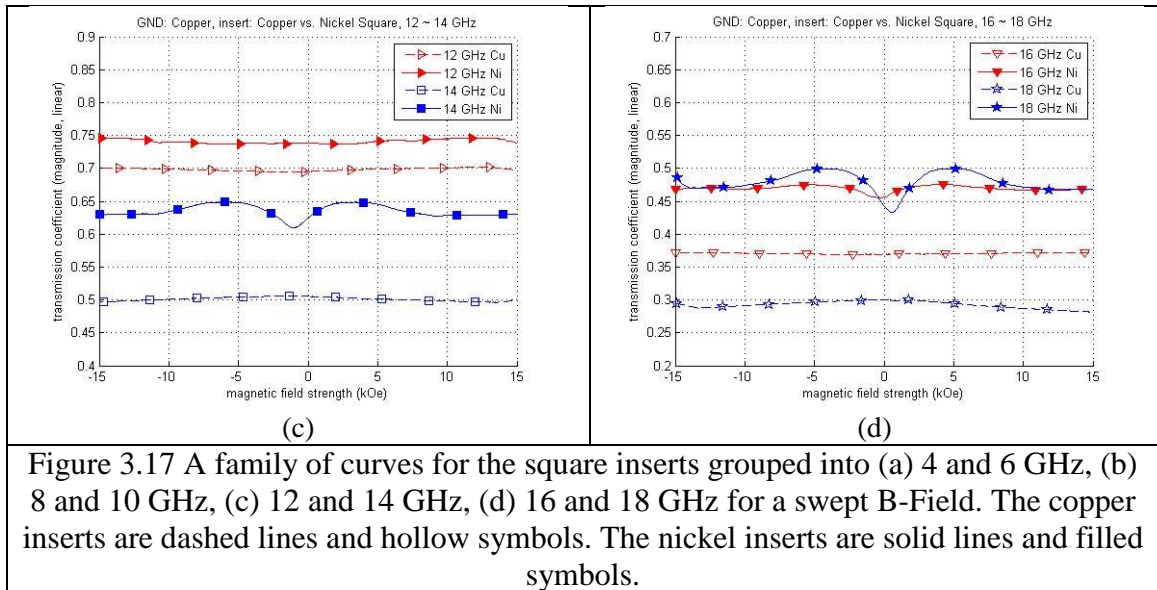 GND: Copper, insert: Copper vs. Nickel Square, 12 ~ 14 GHz
transmission coefficient (magnitude, linear)
0.9
0.85
0.8
0.75
0.7
0.65
0.6
0.55
0.5
0.45
0.4
12 GHz Cu
12 GHz Ni
14 GHz Cu
14 GHz Ni
-15
-10
-5
0
5
10
15
magnetic field strength (kOe)
(c)
GND: Copper, insert: Copper vs. Nickel Square, 16 ~ 18 GHz
transmission coefficient (magnitude, linear)
0.7
0.65
0.6
0.55
0.5
0.45
0.4
0.35
0.3
0.25
0.2
16 GHz Cu
16 GHz Ni
18 GHz Cu
18 GHz Ni
-15
-10
-5
0
5
10
15
magnetic field strength (kOe)
(d)
Figure 3.17 A family of curves for the square inserts grouped into (a) 4 and 6 GHz, (b)
8 and 10 GHz, (c) 12 and 14 GHz, (d) 16 and 18 GHz for a swept B-Field. The copper
inserts are dashed lines and hollow symbols. The nickel inserts are solid lines and filled
symbols.